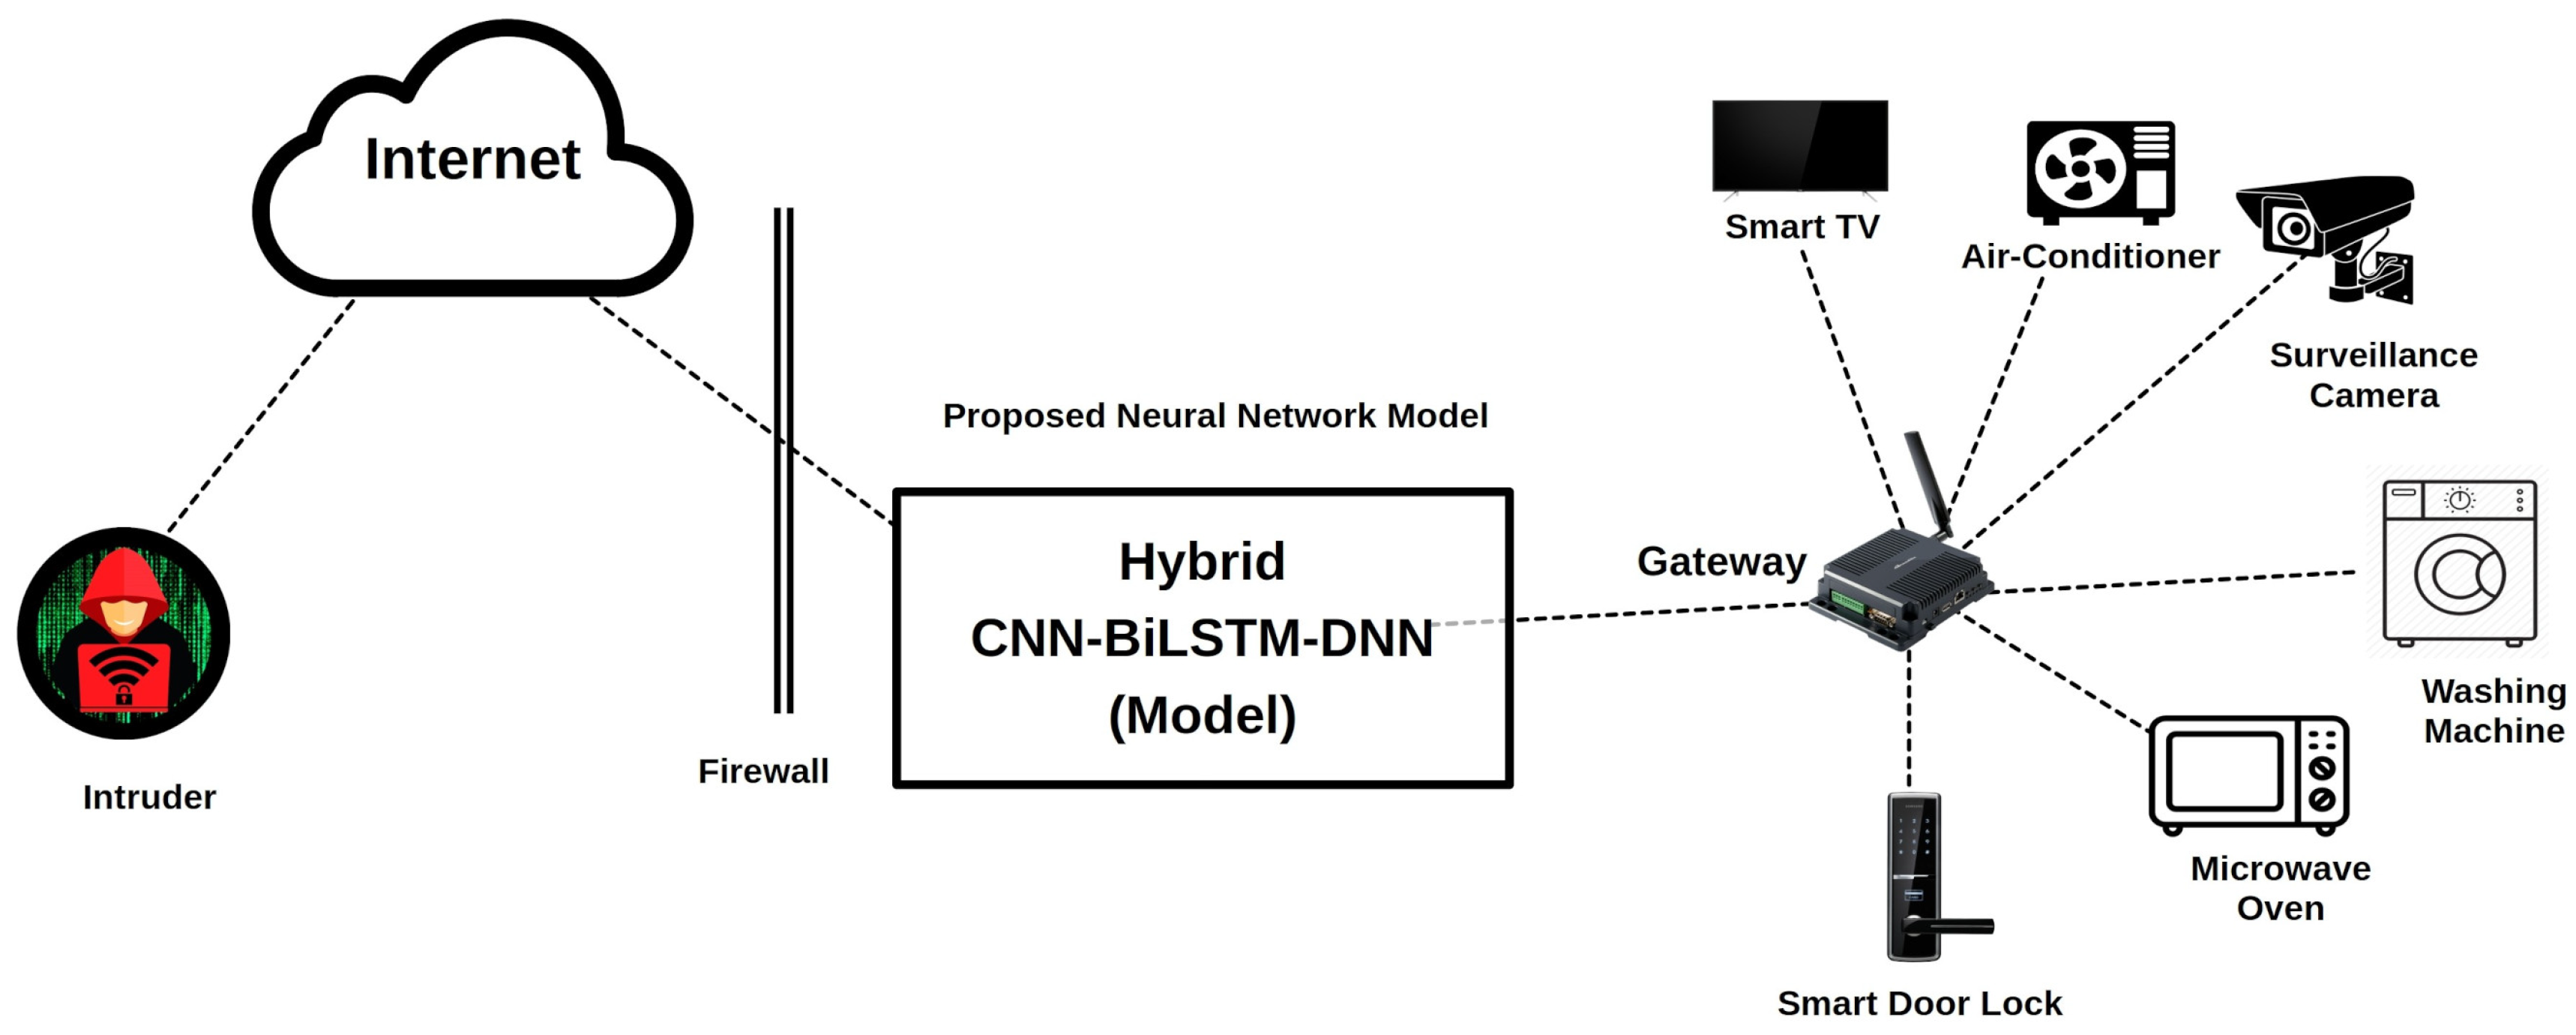 Internet
Smart TV
Air-Conditioner
Surveillance
Camera
Proposed Neural Network Model
Hybrid
CNN-BiLSTM-DNN
(Model)
Gateway
Firewall
Intruder
Washing
Machine
Microwave
Oven
Smart Door Lock